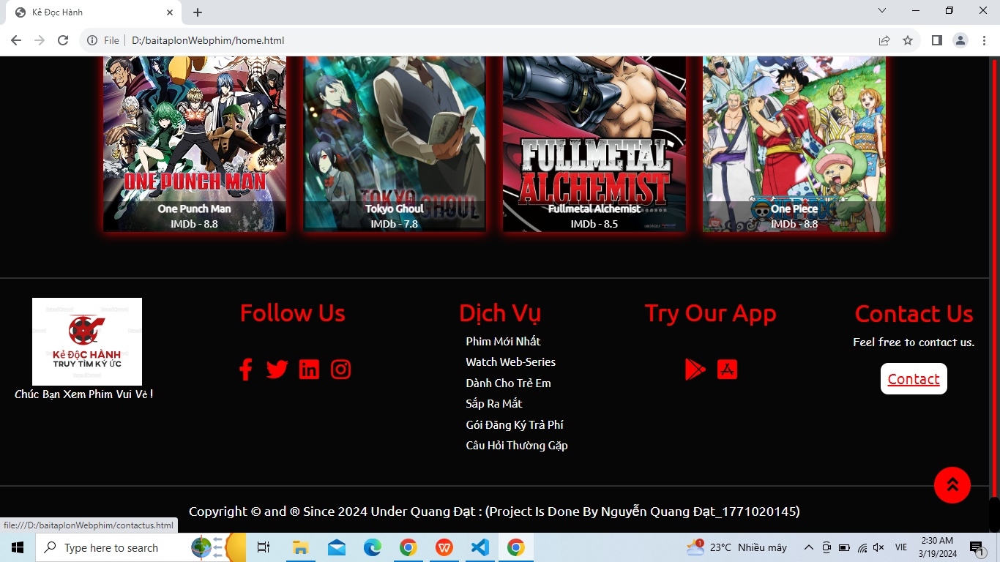 Kẻ Đọc Hành
File
D:/baitaplonWebphim/home.html
ONE PUNCH MAN
One Punch Man
IMDb - 8.8
TOKYO GHOUL
Tokyo Ghoul
IMDb - 7.8
FULLMETAL
ALCHEMIST
Fullmetal Alchemist
IMDb - 8.5
ONE PIECE
One Piece
IMDb - 8.8
KẺ ĐỘC HÀNH
TRUY TÌM KÝ ỨC
Chúc Bạn Xem Phim Vui Vẻ !
Follow Us
Dịch Vụ
Phim Mới Nhất
Watch Web-Series
Dành Cho Trẻ Em
Sắp Ra Mắt
Gói Đăng Ký Trả Phí
Câu Hỏi Thường Gặp
Try Our App
Contact Us
Feel free to contact us.
Contact
Copyright © and ® Since 2024 Under Quang Đạt : (Project Is Done By Nguyễn Quang Đạt_1771020145)
file:///D:/baitaplonWebphim/contactus.html
Type here to search
1
23°C Nhiều mây
VIE
2:30 AM
3/19/2024
1